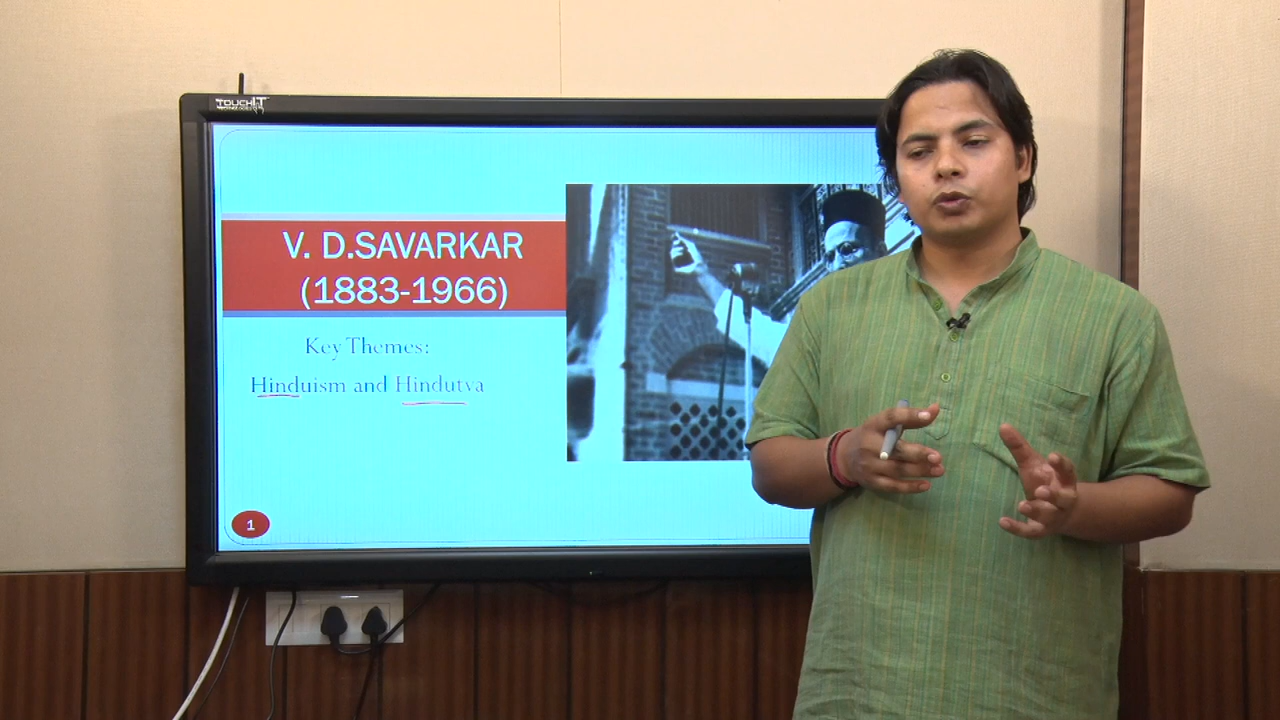 TOUCHIT
V. D.SAVARKAR
(1883-1966)
Key Themes:
Hinduism and Hindutva
1